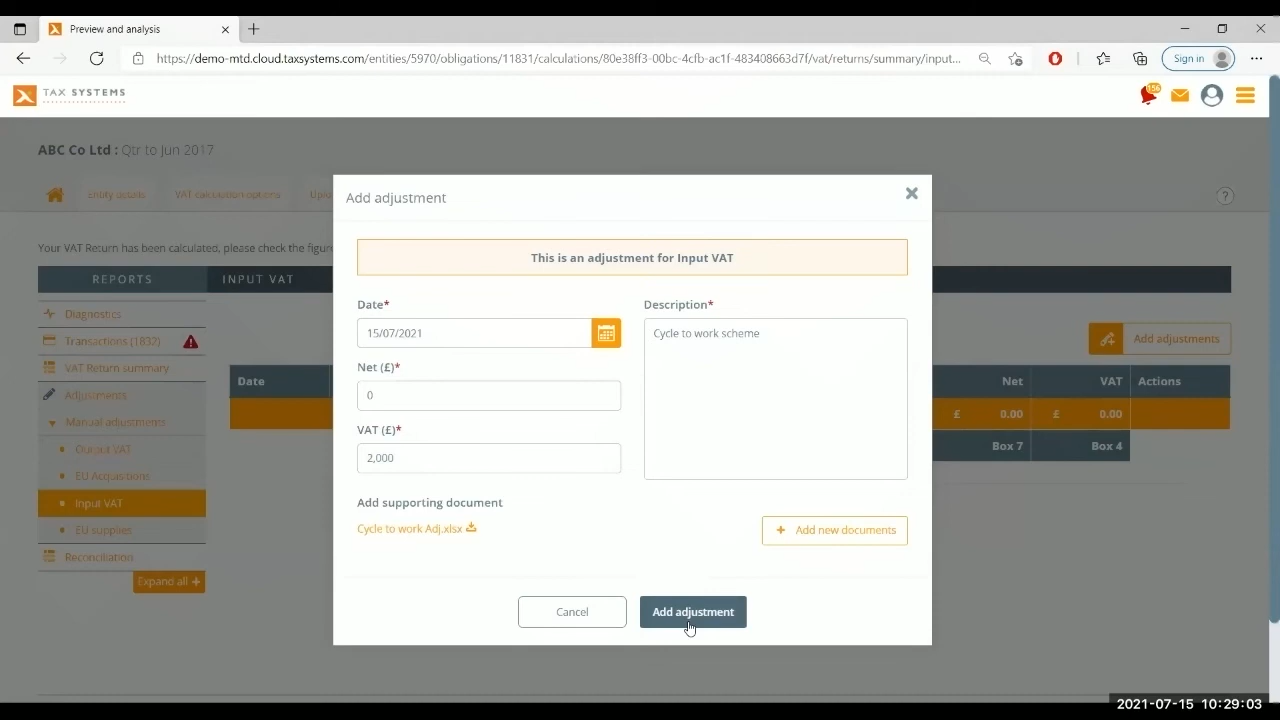 Preview and analysis
https://demo-mtd.cloud.taxsystems.com/entities/5970/obligations/11831/calculations/80e38ff3-00bc-4cfb-ac1f-483408663d7f/vat/returns/summary/input...
Sign in
TAX SYSTEMS
156
ABC Co Ltd : Qtr to Jun 2017
Entity details
VAT calculation options
Uplo
?
Your VAT Return has been calculated, please check the figur
REPORTS
INPUT VAT
Diagnostics
Transactions (1832)
VAT Return summary
Adjustments
Manual adjustments
Output VAT
EU Acquisitions
Input VAT
EU supplies
Reconciliation
Expand all +
Add adjustment
This is an adjustment for Input VAT
Date*
15/07/2021
Net (£)*
0
VAT (£)*
2,000
Description*
Cycle to work scheme
Add supporting document
Cycle to work Adj.xlsx
+ Add new documents
Cancel
Add adjustment
Add adjustments
Date
Net
VAT
Actions
£ 0.00
£ 0.00
Box 7
Box 4
2021-07-15 10:29:03